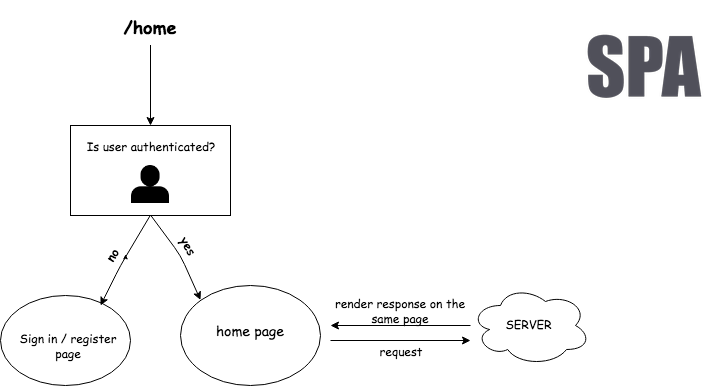 /home
SPA
Is user authenticated?
no
yes
Sign in / register
page
home page
render response on the
same page
request
SERVER